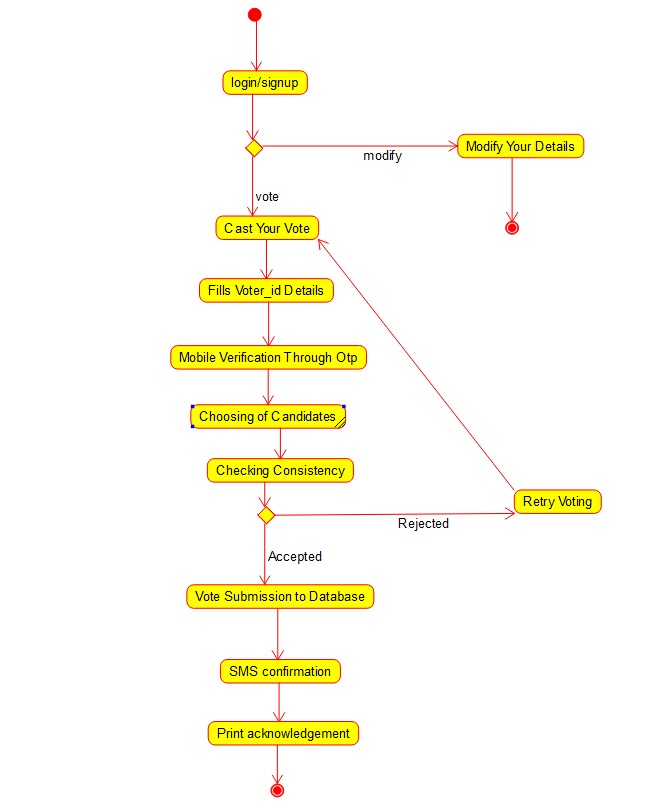 login/signup
Modify Your Details
modify
vote
Cast Your Vote
Fills Voter_id Details
Mobile Verification Through Otp
Choosing of Candidates
Checking Consistency
Retry Voting
Rejected
Accepted
Vote Submission to Database
SMS confirmation
Print acknowledgement